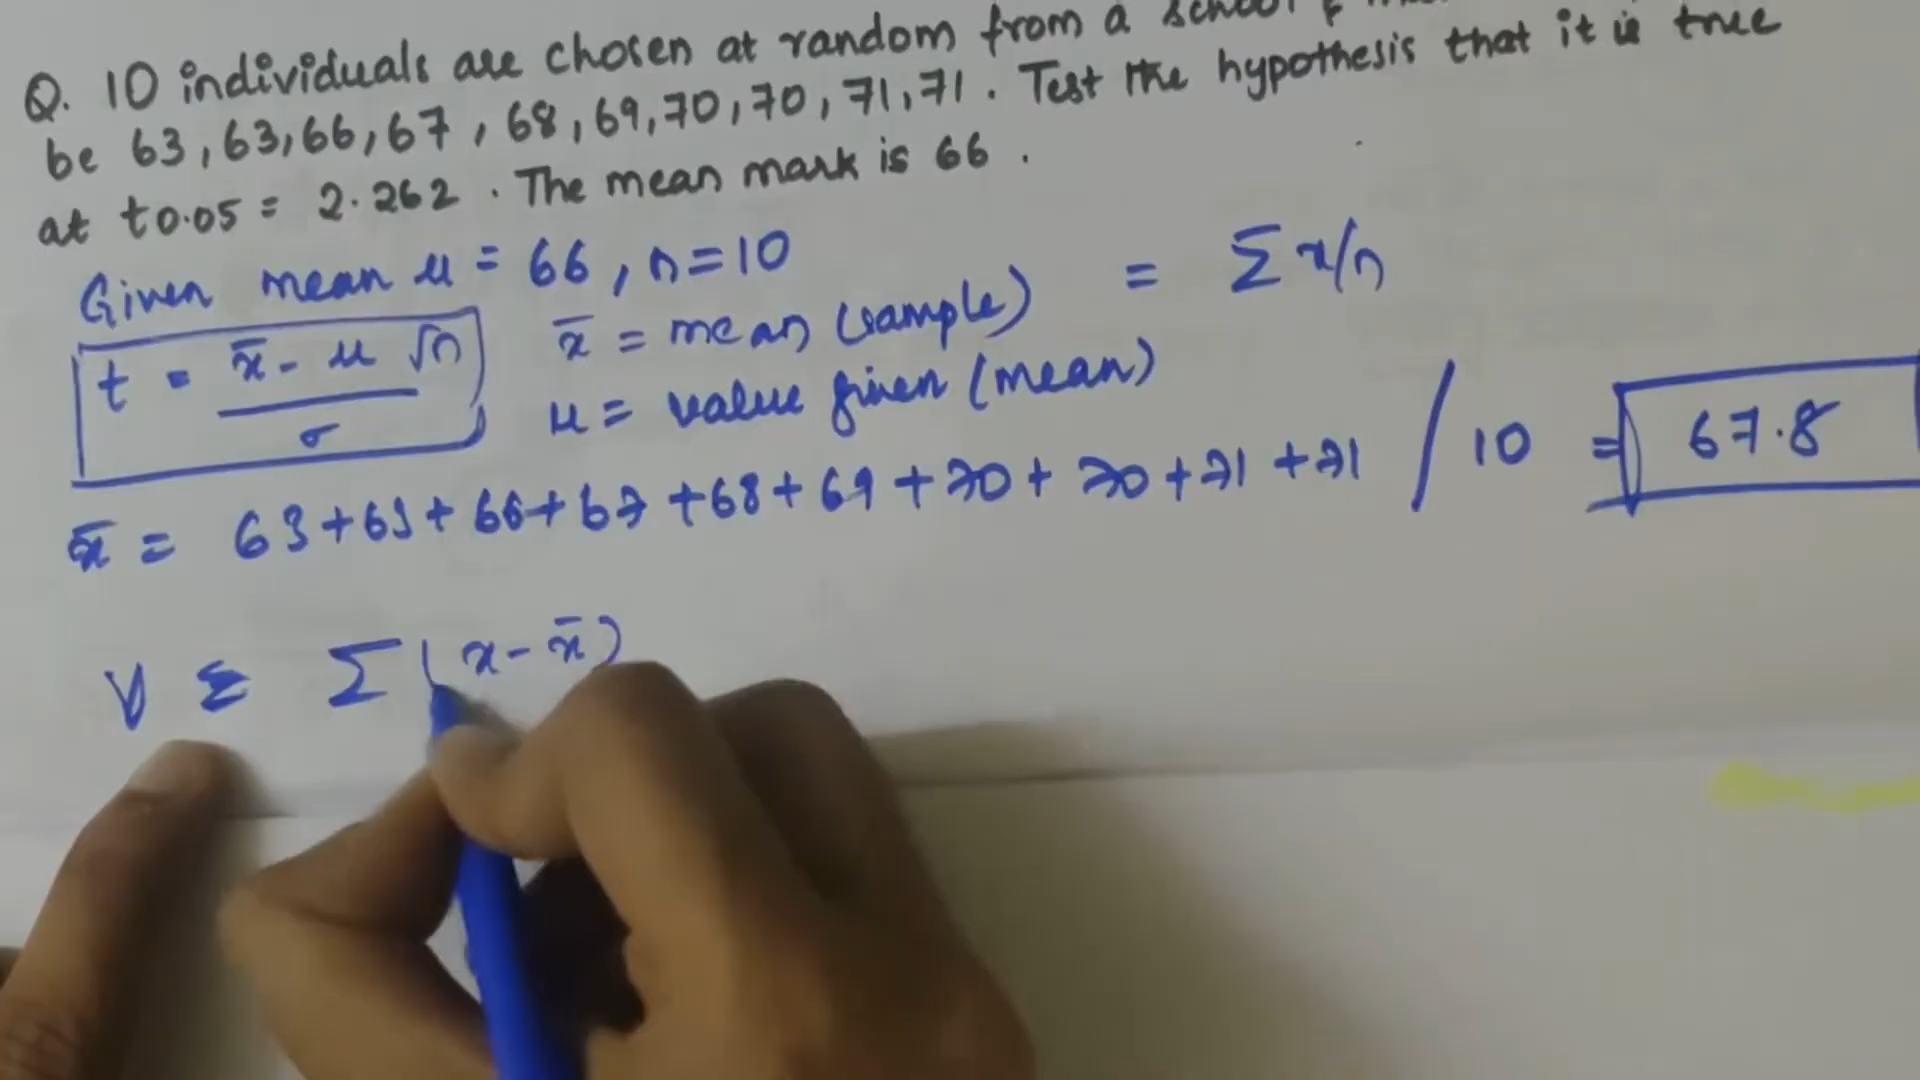 Q. 10 individuals are chosen at random from a school &
be 63, 63, 66, 67, 68, 69, 70, 70, 71, 71. Test the hypothesis that it is true
at t0.05 = 2.262. The mean mark is 66.
Given mean μ = 66, n=10
t = x̄ - μ √n / σ
x̄ = mean (sample) = Σx/n
μ = value given (mean)
x̄ = 63+63+66+67+68+69+70+70+71+71 / 10 = 67.8
Σ(x-x̄)